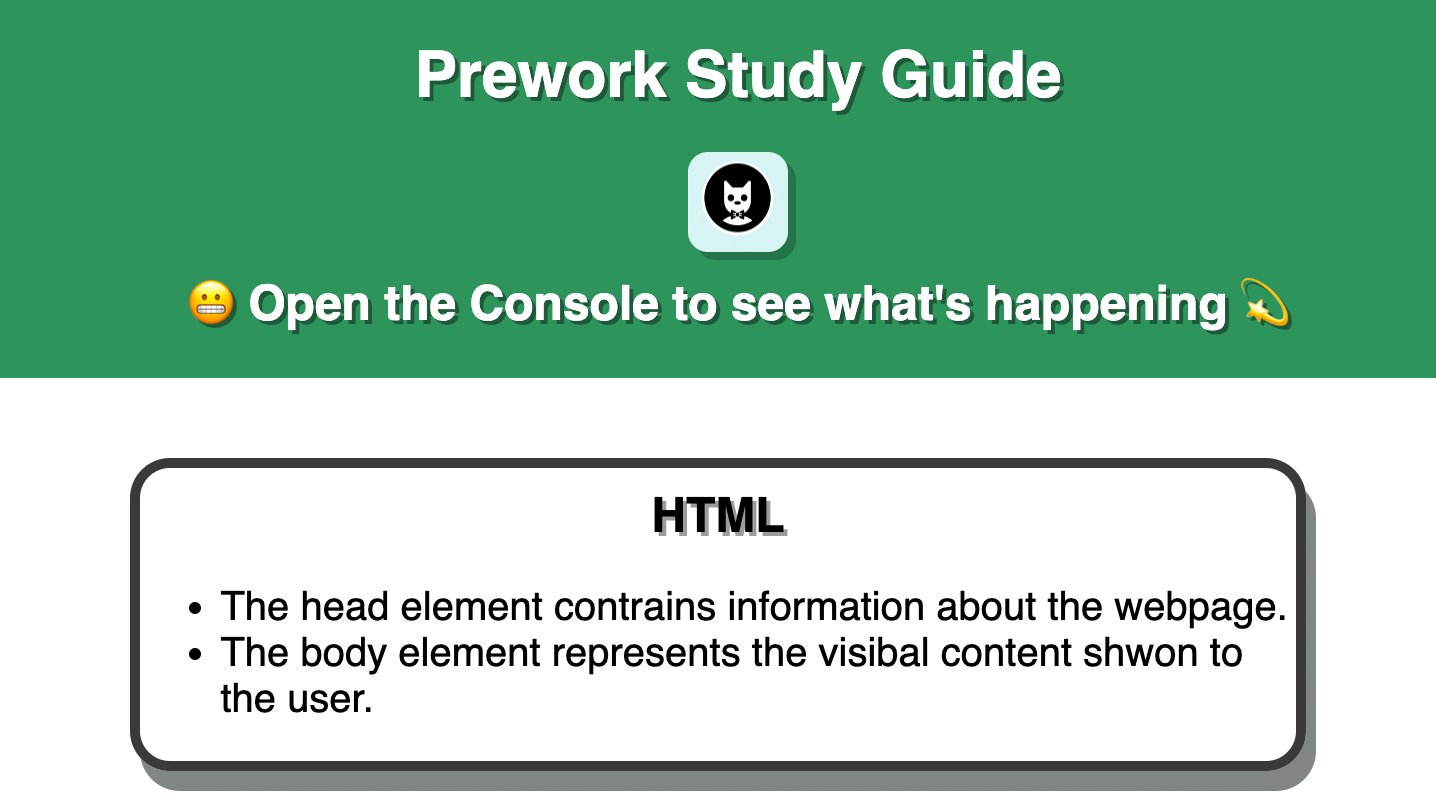 Prework Study Guide
😬 Open the Console to see what's happening 💫
HTML
• The head element contrains information about the webpage.
• The body element represents the visibal content shwon to
the user.